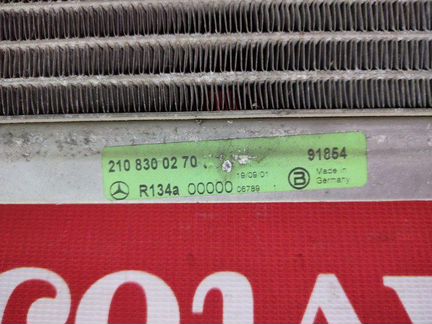 210 830 02 70 91854
19/09/01 Made in
R134a 00000 06789 Germany